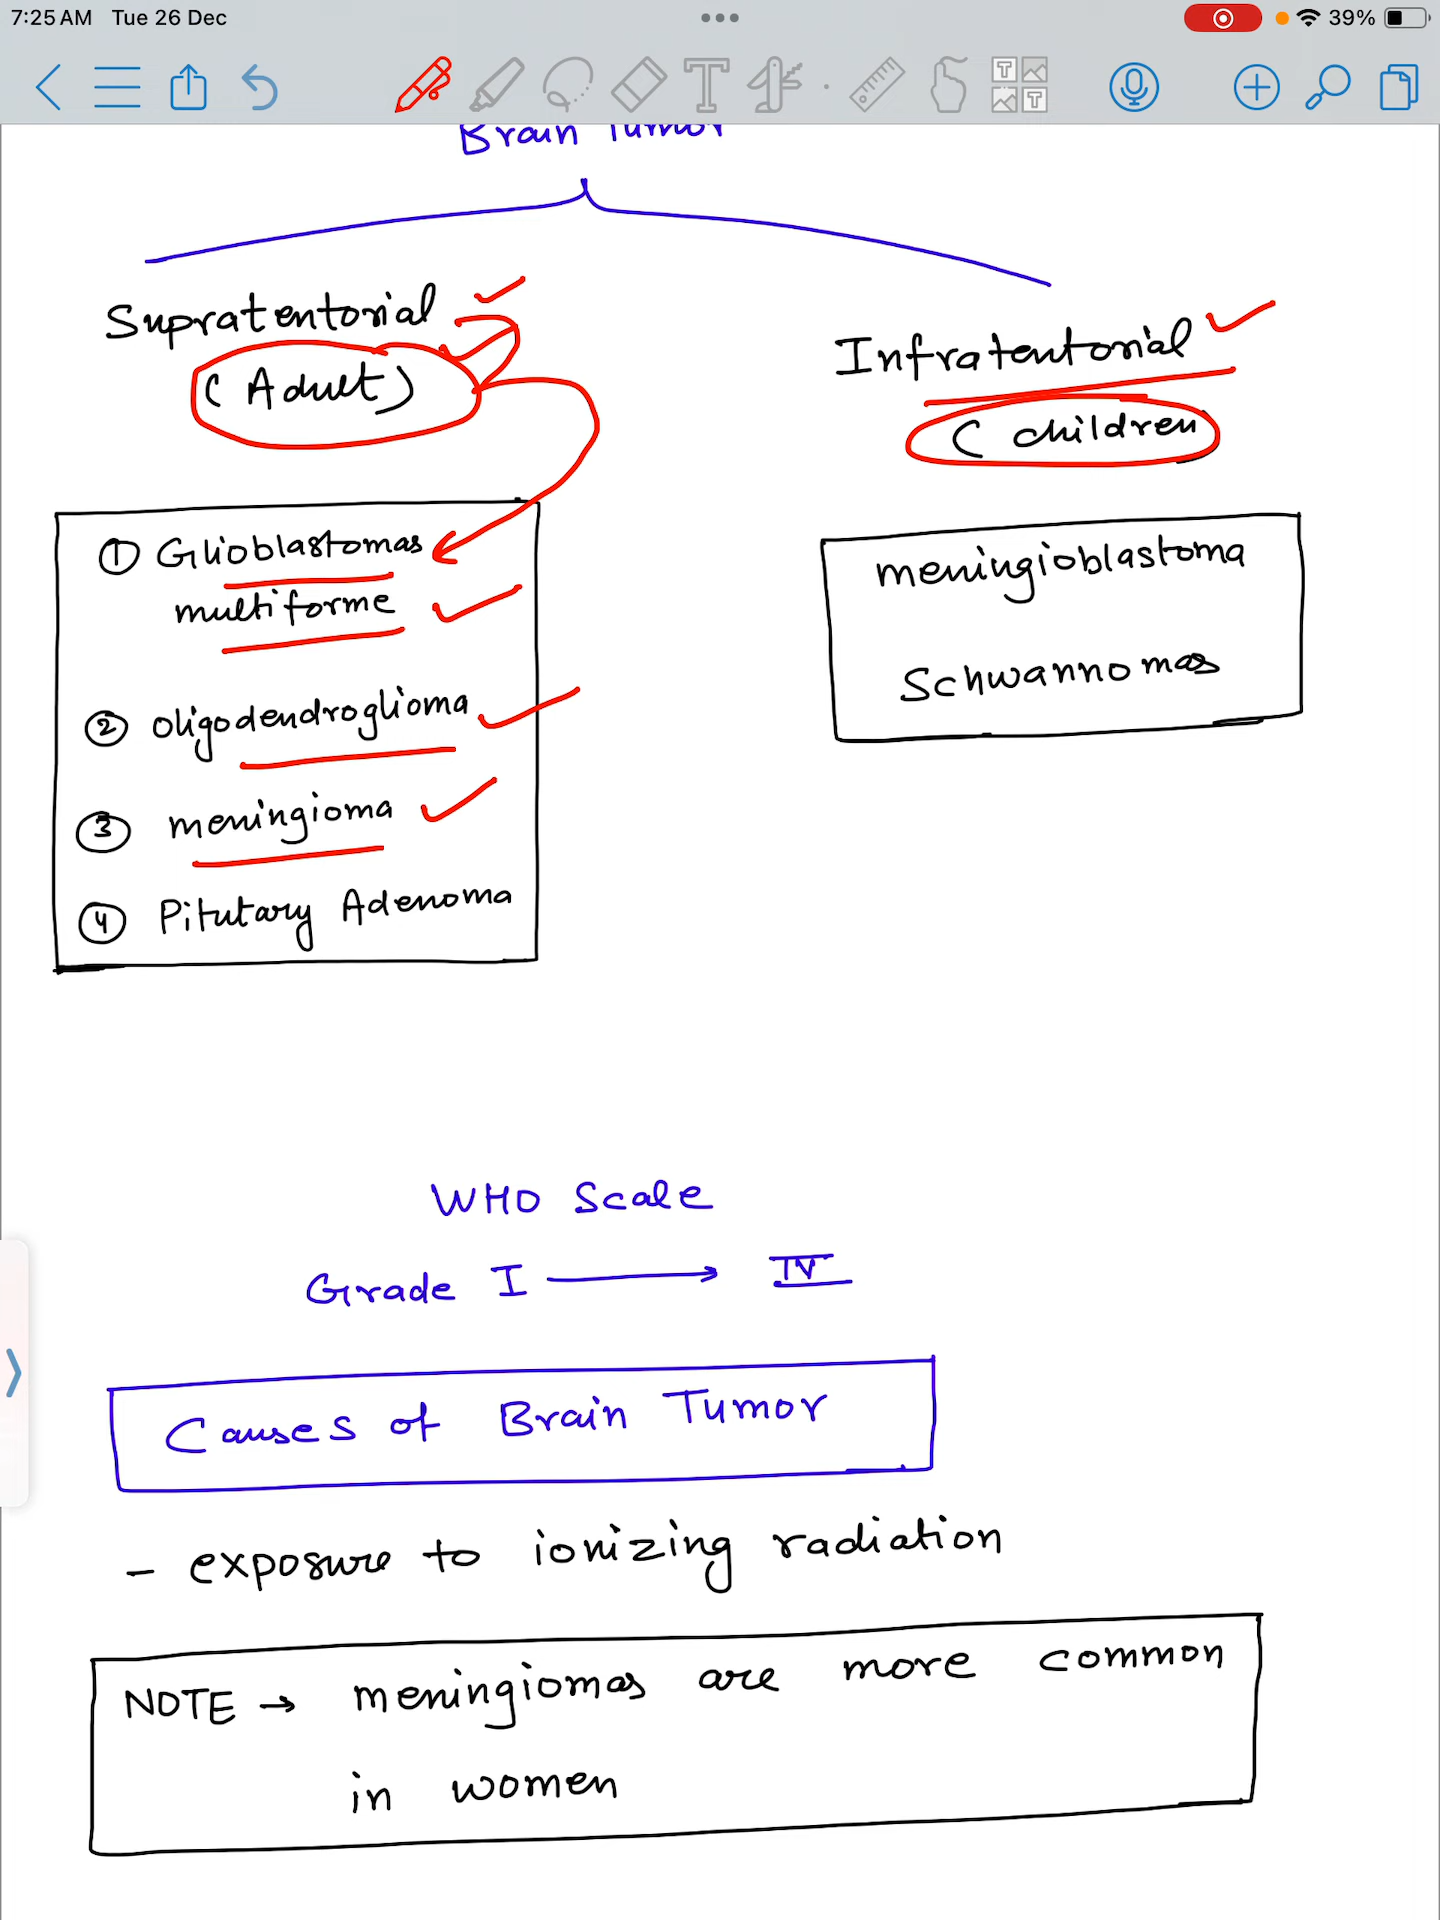 7:25 AM Tue 26 Dec
39%
Brain Tumor
Supratentorial
(Adult)
Infratentorial
(children
① Glioblastomas
multiforme
② oligodendroglioma
③ meningioma
④ Pitutary Adenoma
meningioblastoma
Schwannomas
WHO Scale
Grade I → IV
Causes of Brain Tumor
- exposure to ionizing radiation
NOTE → meningiomas are more common
in women